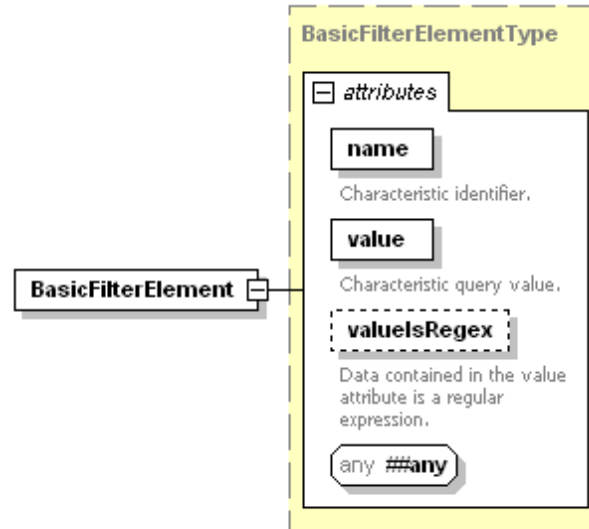 BasicFilterElementType
attributes
name
Characteristic identifier.
value
Characteristic query value.
BasicFilterElement
valueIsRegex
Data contained in the value
attribute is a regular
expression.
any ##any